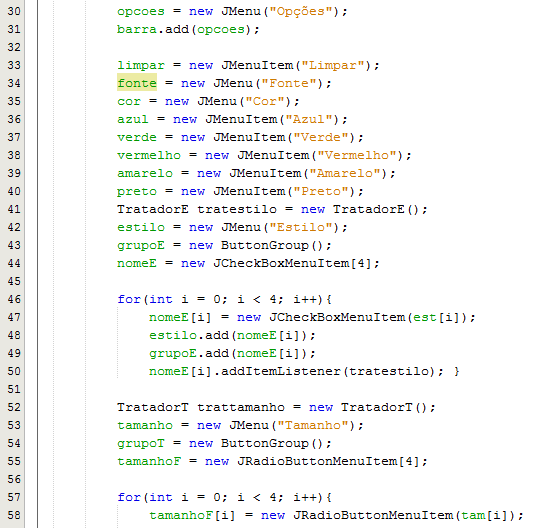 30 opcoes = new JMenu("Opções");
31 barra.add(opcoes);
32
33 limpar = new JMenuItem("Limpar");
34 fonte = new JMenu("Fonte");
35 cor = new JMenu("Cor");
36 azul = new JMenuItem("Azul");
37 verde = new JMenuItem("Verde");
38 vermelho = new JMenuItem("Vermelho");
39 amarelo = new JMenuItem("Amarelo");
40 preto = new JMenuItem("Preto");
41 TratadorE tratestilo = new TratadorE();
42 estilo = new JMenu("Estilo");
43 grupoE = new ButtonGroup();
44 nomeE = new JCheckBoxMenuItem[4];
45
46 for(int i = 0; i < 4; i++){
47 nomeE[i] = new JCheckBoxMenuItem(est[i]);
48 estilo.add(nomeE[i]);
49 grupoE.add(nomeE[i]);
50 nomeE[i].addItemListener(tratestilo); }
51
52 TratadorT trattamanho = new TratadorT();
53 tamanho = new JMenu("Tamanho");
54 grupoT = new ButtonGroup();
55 tamanhoF = new JRadioButtonMenuItem[4];
56
57 for(int i = 0; i < 4; i++){
58 tamanhoF[i] = new JRadioButtonMenuItem(tam[i]);